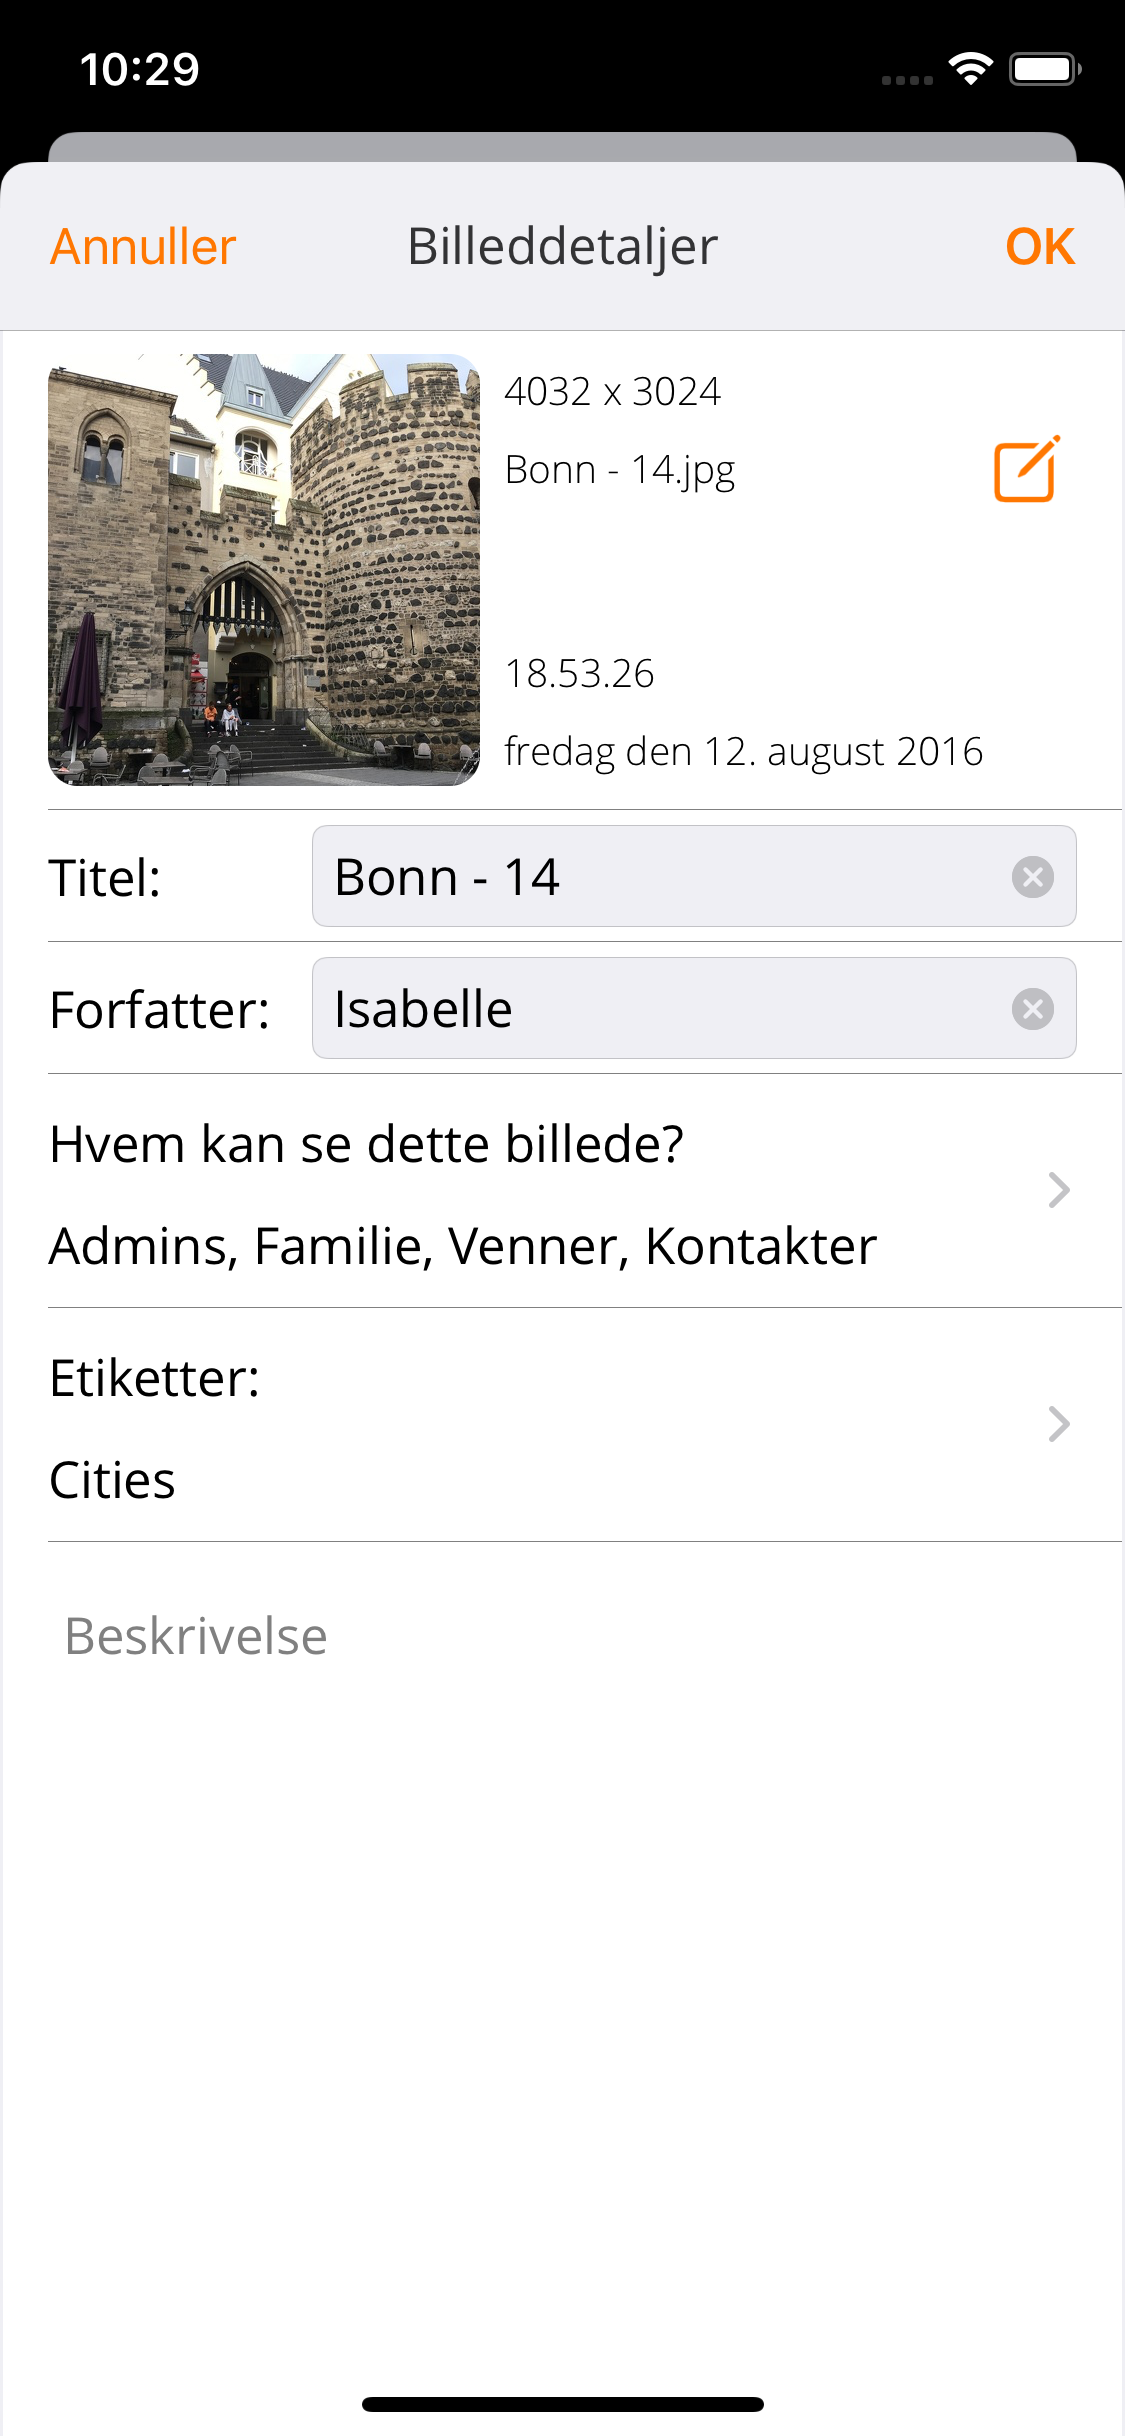 10:29
Annuller
Billeddetaljer
OK
4032 x 3024
Bonn - 14.jpg
18.53.26
fredag den 12. august 2016
Titel:
Bonn - 14
Forfatter:
Isabelle
Hvem kan se dette billede?
Admins, Familie, Venner, Kontakter
Etiketter:
Cities
Beskrivelse